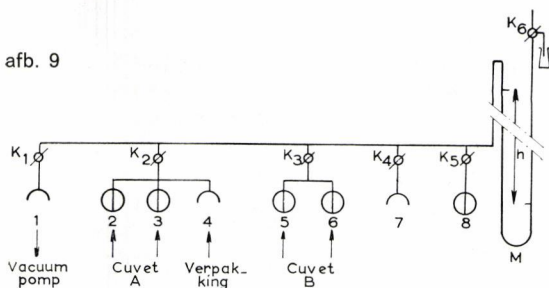 afb. 9
K6
K1
K2
K3
K4
K5
h
1
2
3
4
5
6
7
8
M
Vacuum
pomp
Cuvet
A
Verpak_
king
Cuvet
B